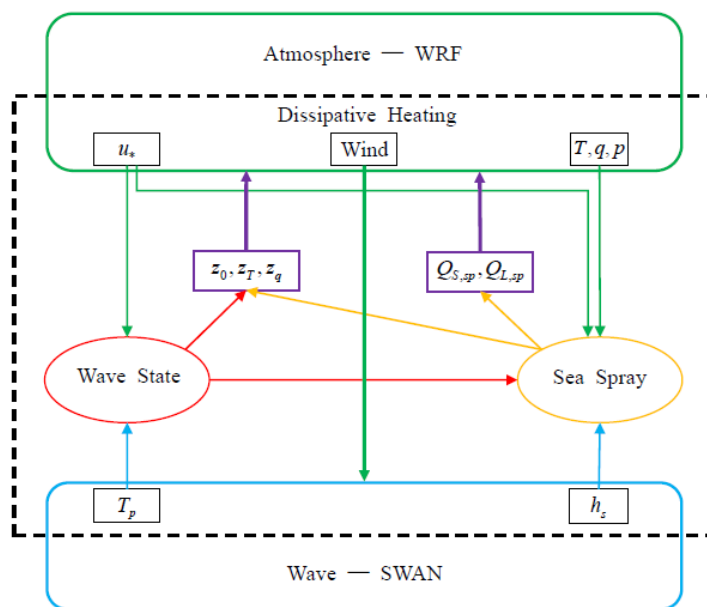 Atmosphere — WRF
Dissipative Heating
u* Wind T, q, p
z0, zT, zq QS,sp, QL,sp
Wave State Sea Spray
Tp hs
Wave — SWAN